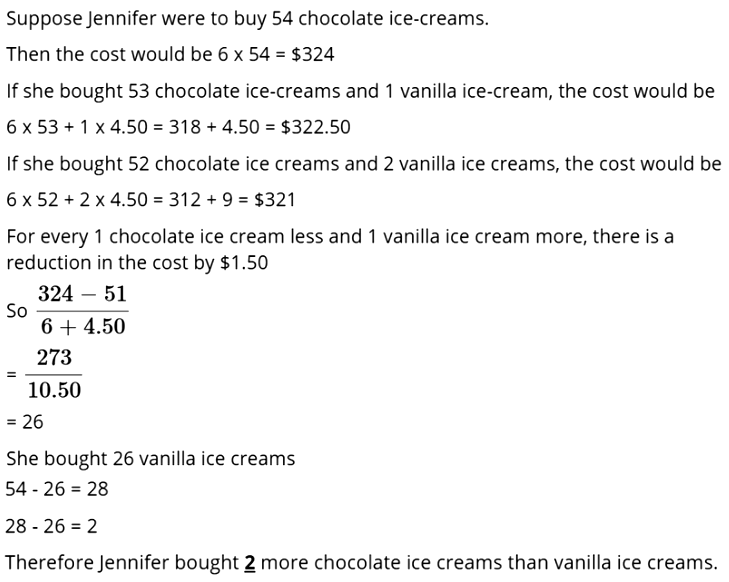 Suppose Jennifer were to buy 54 chocolate ice-creams.
Then the cost would be 6 x 54 = $324
If she bought 53 chocolate ice-creams and 1 vanilla ice-cream, the cost would be
6 x 53 + 1 x 4.50 = 318 + 4.50 = $322.50
If she bought 52 chocolate ice creams and 2 vanilla ice creams, the cost would be
6 x 52 + 2 x 4.50 = 312 + 9 = $321
For every 1 chocolate ice cream less and 1 vanilla ice cream more, there is a
reduction in the cost by $1.50
So 324 − 51
6 + 4.50
= 273
10.50
= 26
She bought 26 vanilla ice creams
54 - 26 = 28
28 - 26 = 2
Therefore Jennifer bought 2 more chocolate ice creams than vanilla ice creams.